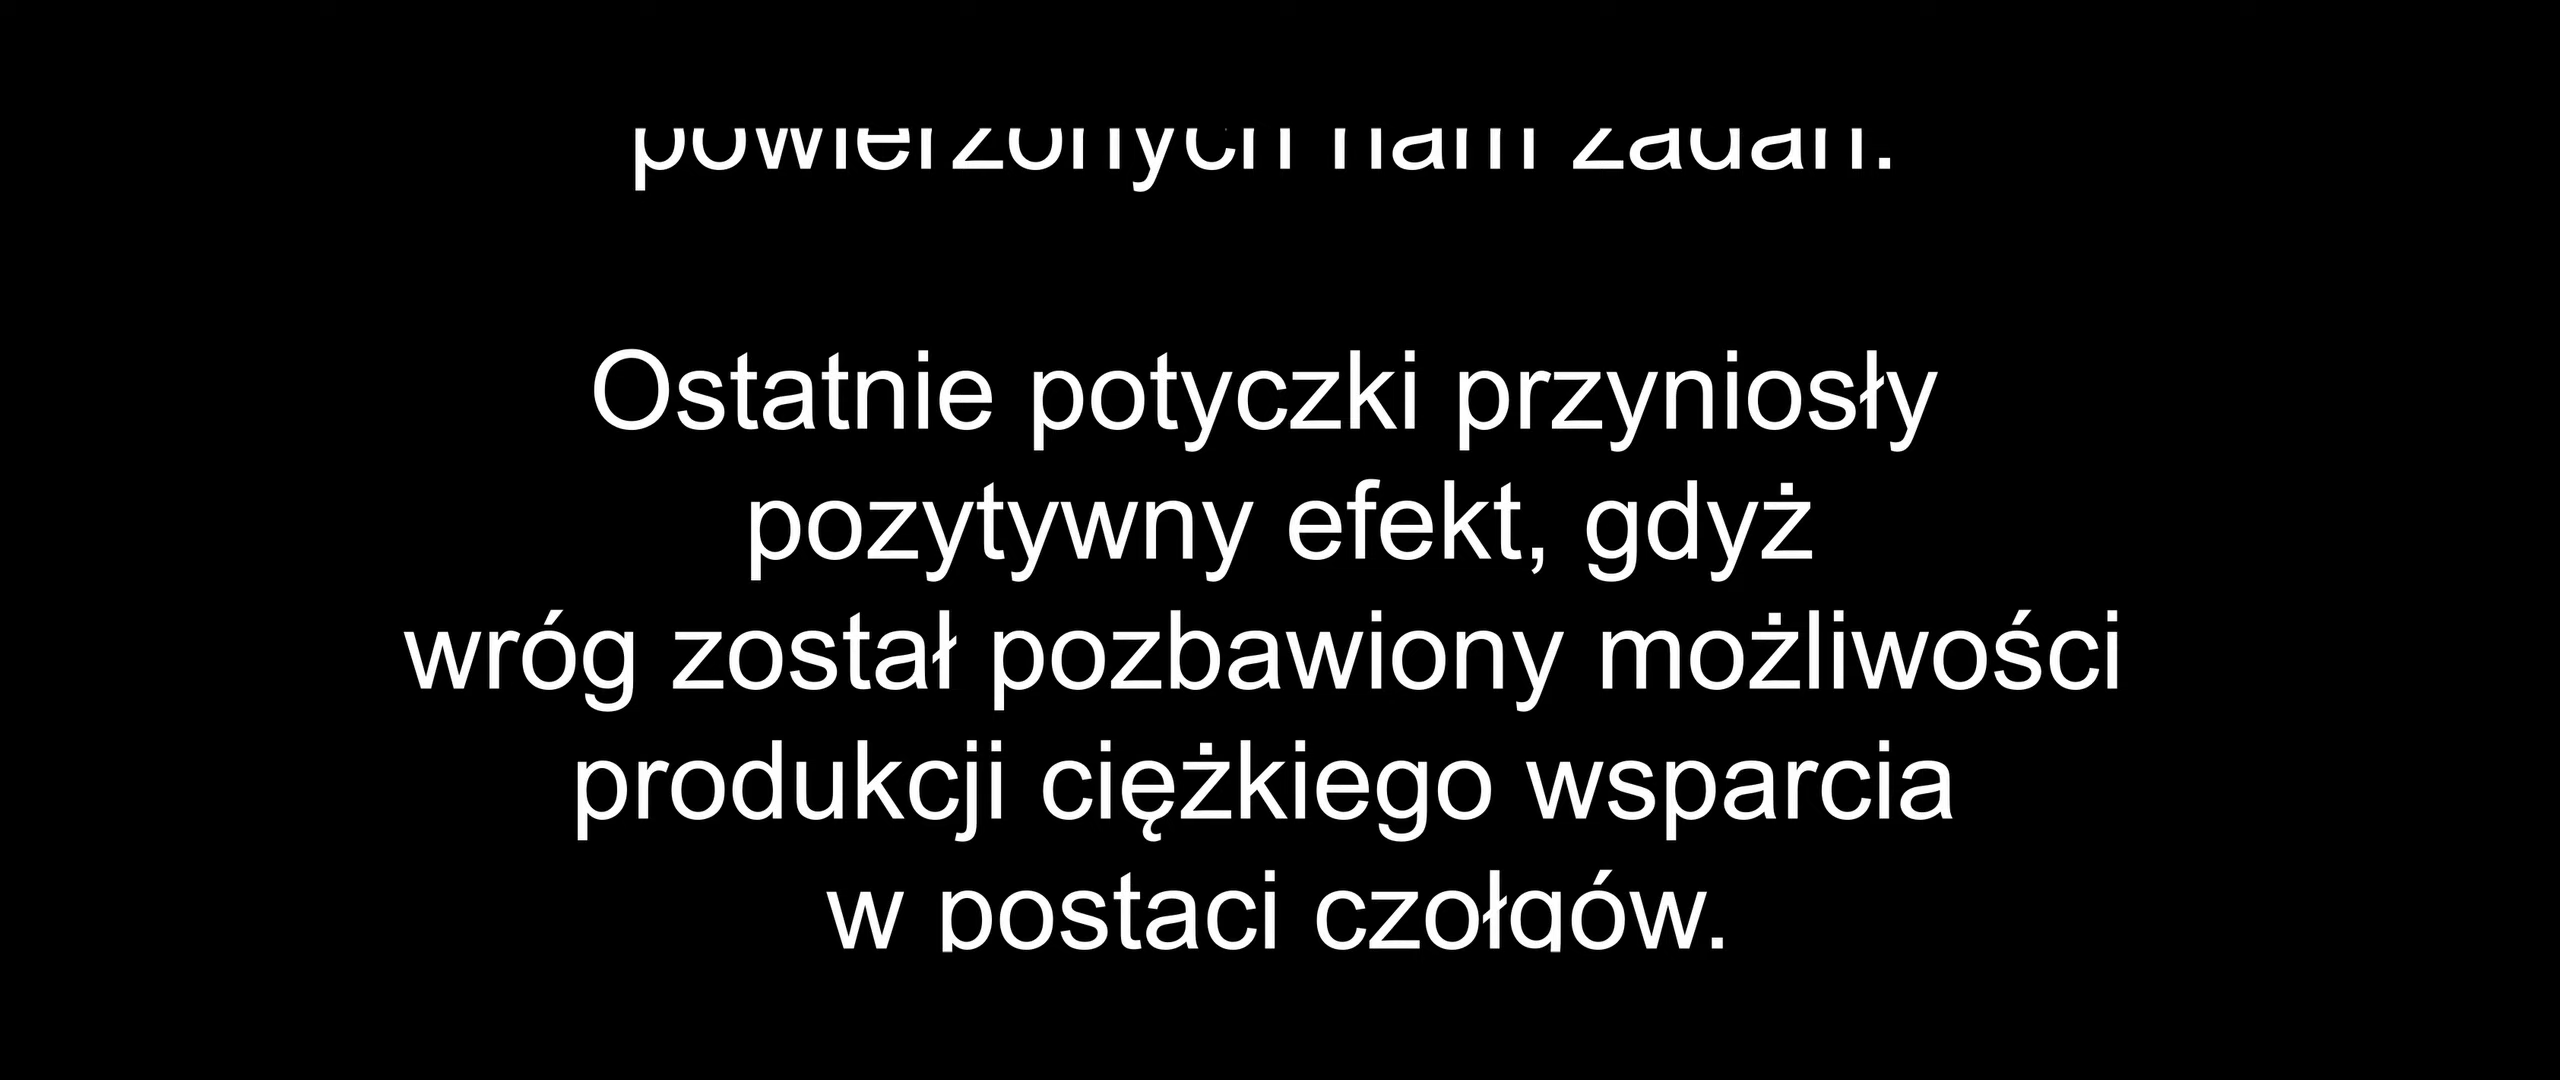 powierzonych nam zadań.
Ostatnie potyczki przyniosły
pozytywny efekt, gdyż
wróg został pozbawiony możliwości
produkcji ciężkiego wsparcia
w postaci czołgów.